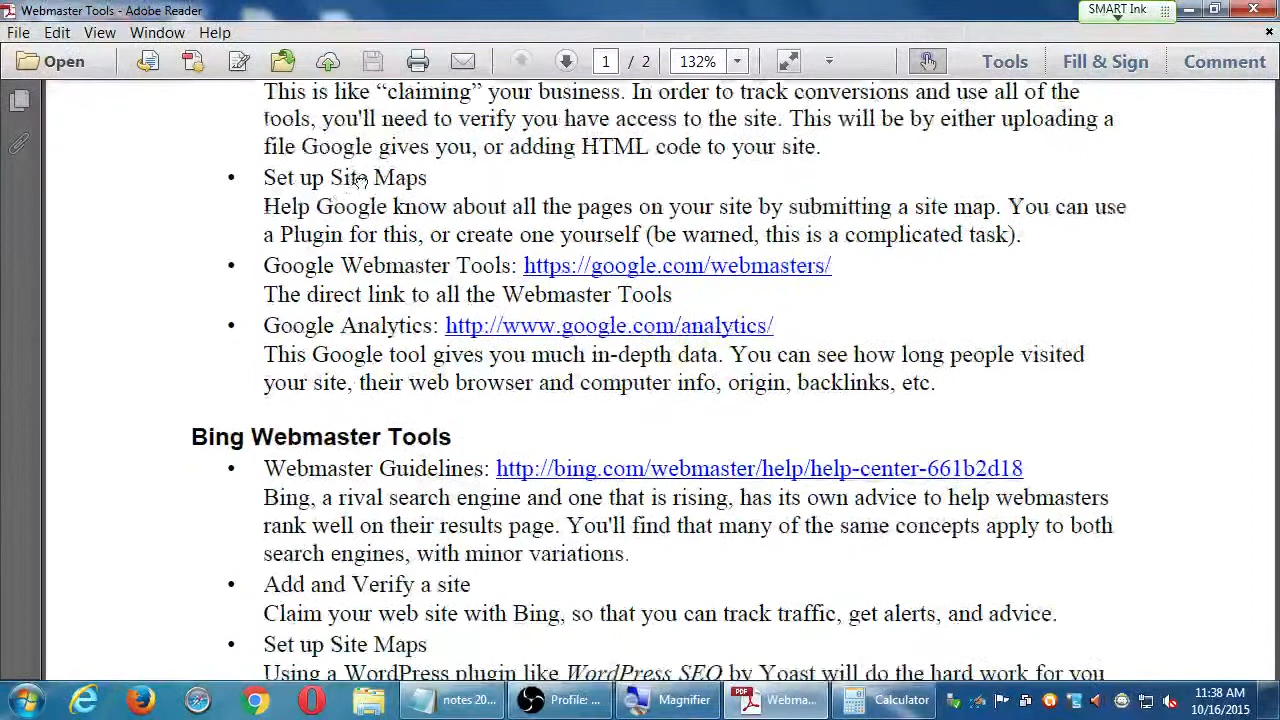 Webmaster Tools - Adobe Reader
SMART Ink
File Edit View Window Help
Open 1 / 2 132% Tools Fill & Sign Comment
This is like “claiming” your business. In order to track conversions and use all of the
tools, you'll need to verify you have access to the site. This will be by either uploading a
file Google gives you, or adding HTML code to your site.
• Set up Site Maps
Help Google know about all the pages on your site by submitting a site map. You can use
a Plugin for this, or create one yourself (be warned, this is a complicated task).
• Google Webmaster Tools: https://google.com/webmasters/
The direct link to all the Webmaster Tools
• Google Analytics: http://www.google.com/analytics/
This Google tool gives you much in-depth data. You can see how long people visited
your site, their web browser and computer info, origin, backlinks, etc.
Bing Webmaster Tools
• Webmaster Guidelines: http://bing.com/webmaster/help/help-center-661b2d18
Bing, a rival search engine and one that is rising, has its own advice to help webmasters
rank well on their results page. You'll find that many of the same concepts apply to both
search engines, with minor variations.
• Add and Verify a site
Claim your web site with Bing, so that you can track traffic, get alerts, and advice.
• Set up Site Maps
Using a WordPress plugin like WordPress SEO by Yoast will do the hard work for you
notes 20... Profile: ... Magnifier PDF Webma... Calculator 11:38 AM
10/16/2015